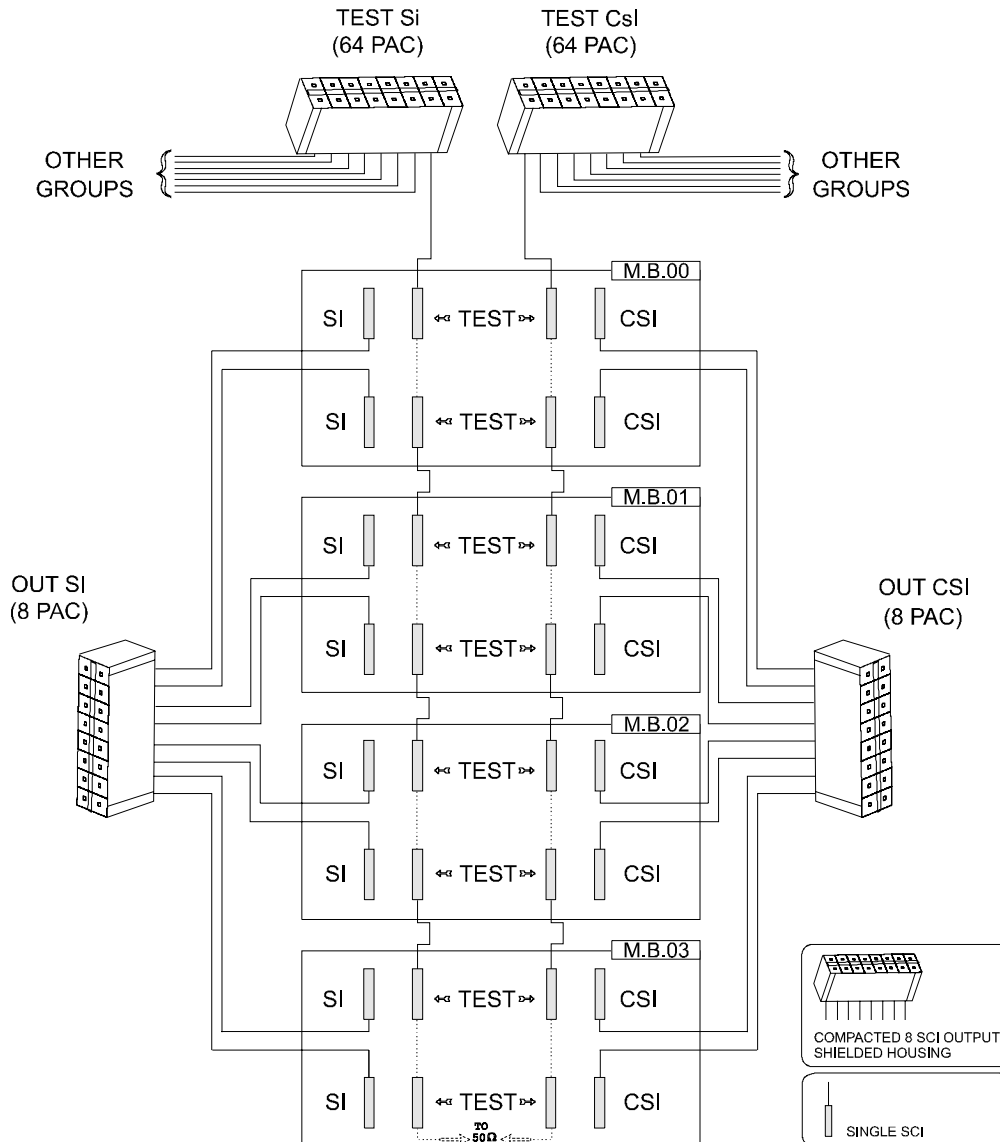 TEST Si
(64 PAC)
TEST CsI
(64 PAC)
OTHER
GROUPS
OTHER
GROUPS
M.B.00
SI
TEST
CSI
SI
TEST
CSI
M.B.01
SI
TEST
CSI
OUT SI
(8 PAC)
OUT CSI
(8 PAC)
SI
TEST
CSI
M.B.02
SI
TEST
CSI
SI
TEST
CSI
M.B.03
SI
TEST
CSI
COMPACTED 8 SCI OUTPUT
SHIELDED HOUSING
SI
TEST
CSI
TO
50Ω
SINGLE SCI